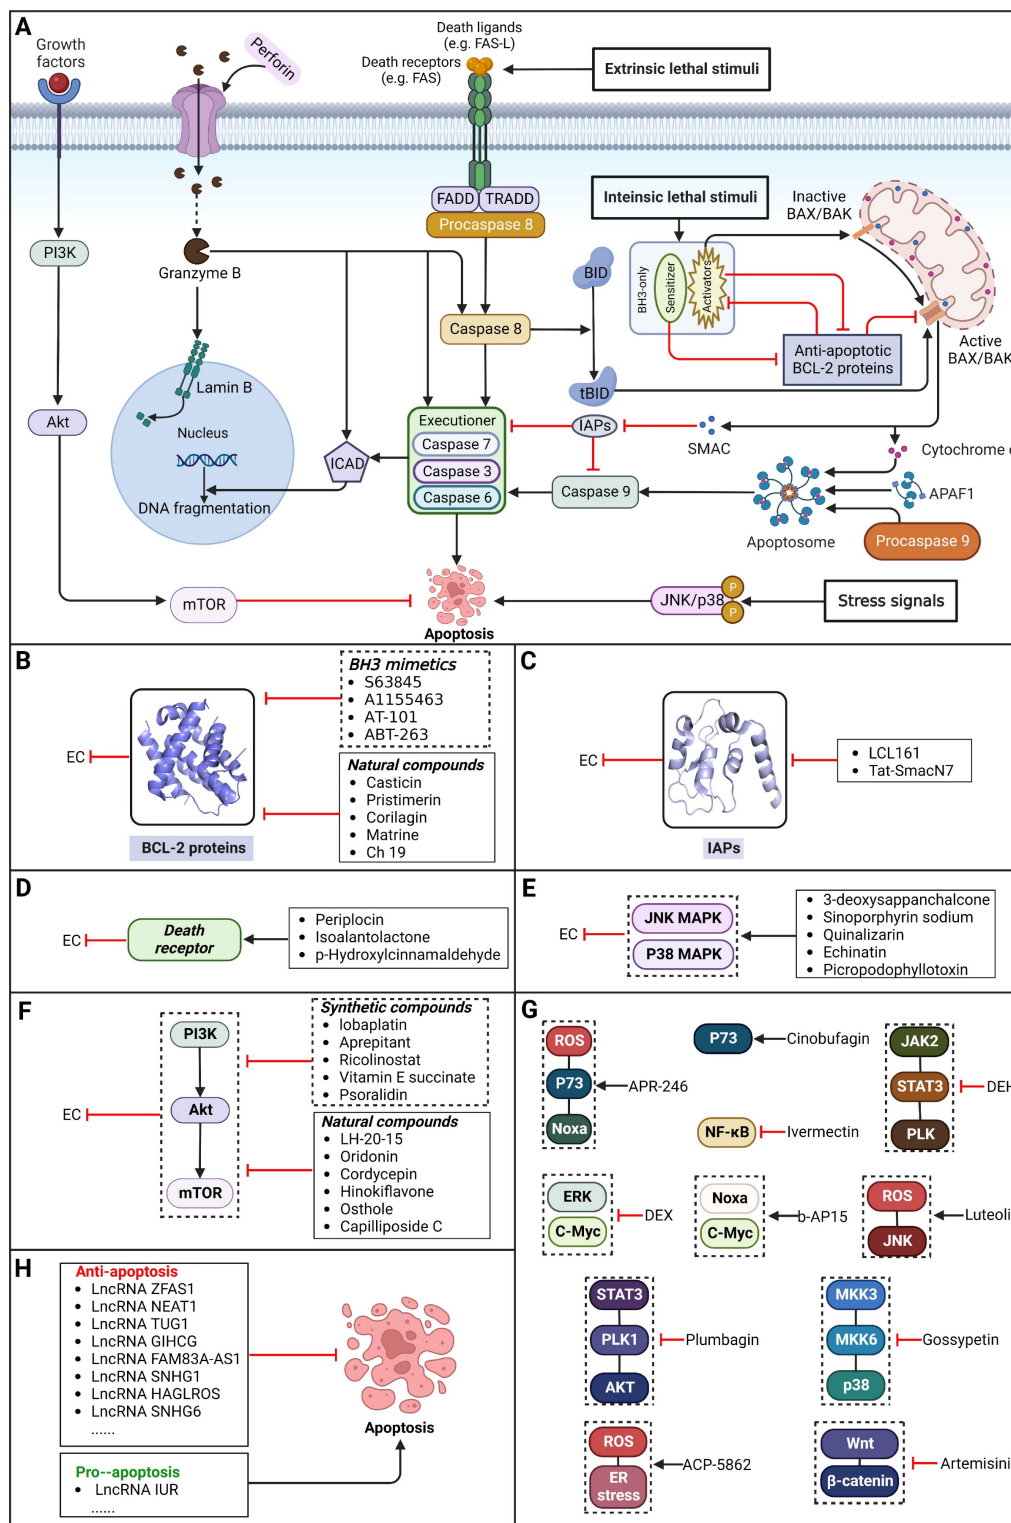 A
Growth
factors
Perforin
Death ligands
(e.g. FAS-L)
Death receptors
(e.g. FAS)
Extrinsic lethal stimuli
FADD
TRADD
Procaspase 8
Inteinsic lethal stimuli
Inactive
BAX/BAK
PI3K
Granzyme B
BID
BH3-only
Sensitizer
Activators
Caspase 8
Anti-apoptotic
BCL-2 proteins
Active
BAX/BAK
Lamin B
tBID
Akt
Nucleus
ICAD
Executioner
Caspase 7
Caspase 3
Caspase 6
IAPs
SMAC
Cytochrome c
Caspase 9
APAF1
DNA fragmentation
Apoptosome
Procaspase 9
mTOR
JNK/p38
P
P
Stress signals
Apoptosis
B
BH3 mimetics
• S63845
• A1155463
• AT-101
• ABT-263
EC
Natural compounds
• Casticin
• Pristimerin
• Corilagin
• Matrine
• Ch 19
BCL-2 proteins
C
EC
• LCL161
• Tat-SmacN7
IAPs
D
EC
Death
receptor
• Periplocin
• Isoalantolactone
• p-Hydroxylcinnamaldehyde
E
EC
JNK MAPK
P38 MAPK
• 3-deoxysappanchalcone
• Sinoporphyrin sodium
• Quinalizarin
• Echinatin
• Picropodophyllotoxin
F
PI3K
Akt
mTOR
EC
Synthetic compounds
• lobaplatin
• Aprepitant
• Ricolinostat
• Vitamin E succinate
• Psoralidin
Natural compounds
• LH-20-15
• Oridonin
• Cordycepin
• Hinokiflavone
• Osthole
• Capilliposide C
G
ROS
P73
Noxa
APR-246
P73
Cinobufagin
NF-κB
Ivermectin
JAK2
STAT3
PLK
DEH
ERK
C-Myc
DEX
Noxa
C-Myc
b-AP15
ROS
JNK
Luteoli
STAT3
PLK1
AKT
Plumbagin
MKK3
MKK6
p38
Gossypetin
ROS
ER
stress
ACP-5862
Wnt
β-catenin
Artemisini
H
Anti-apoptosis
• LncRNA ZFAS1
• LncRNA NEAT1
• LncRNA TUG1
• LncRNA GIHCG
• LncRNA FAM83A-AS1
• LncRNA SNHG1
• LncRNA HAGLROS
• LncRNA SNHG6
......
Apoptosis
Pro--apoptosis
• LncRNA IUR
......